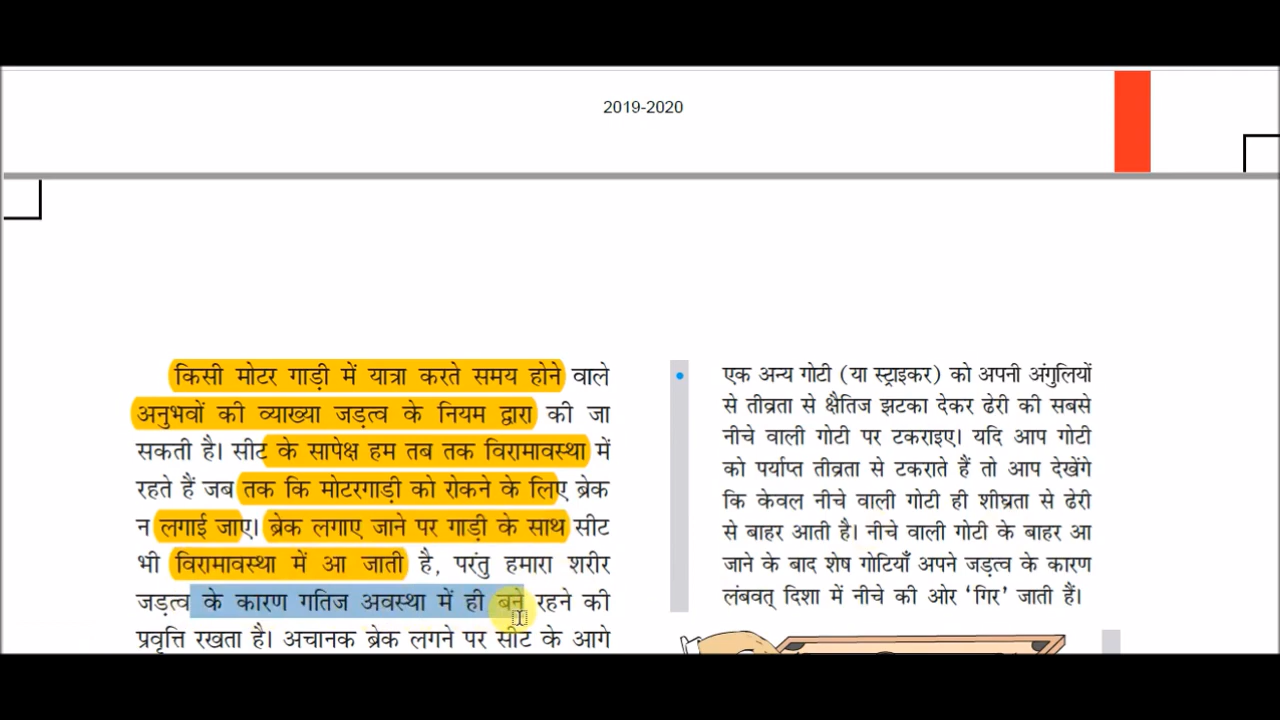 2019-2020
किसी मोटर गाड़ी में यात्रा करते समय होने वाले
अनुभवों की व्याख्या जड़त्व के नियम द्वारा की जा
सकती है। सीट के सापेक्ष हम तब तक विरामावस्था में
रहते हैं जब तक कि मोटरगाड़ी को रोकने के लिए ब्रेक
न लगाई जाए। ब्रेक लगाए जाने पर गाड़ी के साथ सीट
भी विरामावस्था में आ जाती है, परंतु हमारा शरीर
जड़त्व के कारण गतिज अवस्था में ही बने रहने की
प्रवृत्ति रखता है। अचानक ब्रेक लगने पर सीट के आगे
एक अन्य गोटी (या स्ट्राइकर) को अपनी अंगुलियों
से तीव्रता से क्षैतिज झटका देकर ढेरी की सबसे
नीचे वाली गोटी पर टकराइए। यदि आप गोटी
को पर्याप्त तीव्रता से टकराते हैं तो आप देखेंगे
कि केवल नीचे वाली गोटी ही शीघ्रता से ढेरी
से बाहर आती है। नीचे वाली गोटी के बाहर आ
जाने के बाद शेष गोटियाँ अपने जड़त्व के कारण
लंबवत् दिशा में नीचे की ओर ‘गिर’ जाती हैं।